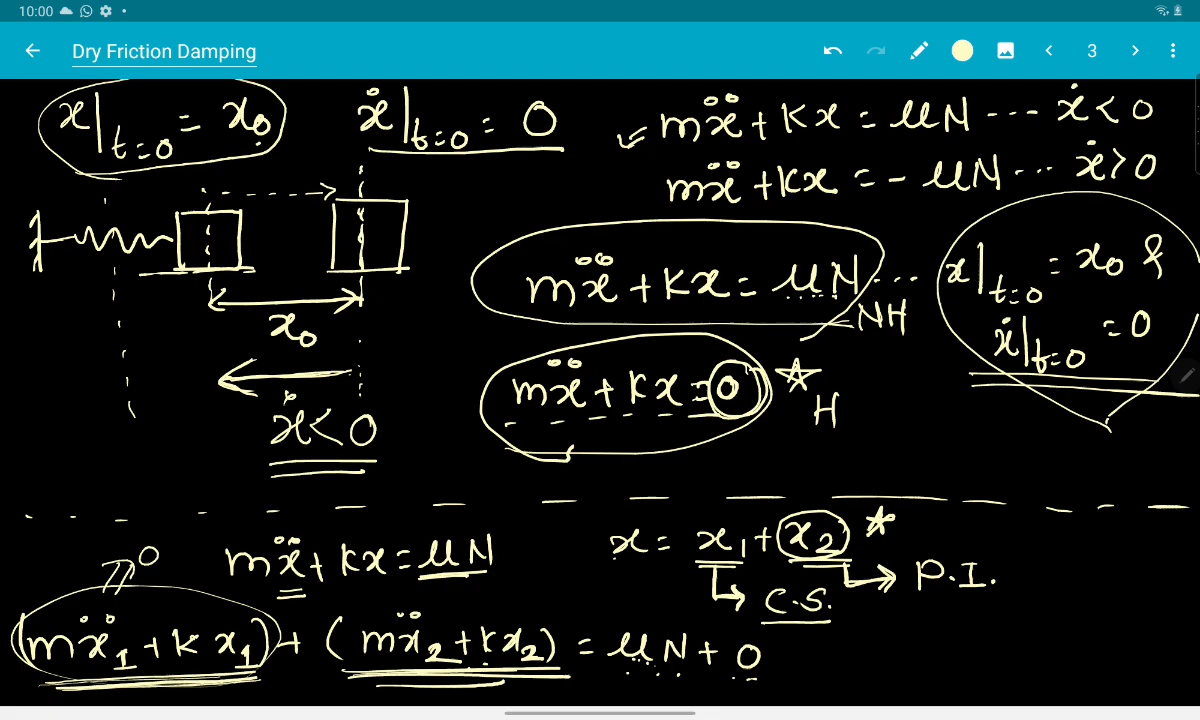 10:00
Dry Friction Damping
3
x|t=0 = x0
ẋ|t=0 = 0
mẍ + Kx = μN --- ẋ < 0
mẍ + Kx = - μN ... ẋ > 0
x0
ẋ < 0
mẍ + Kx = μN ...
NH
mẍ + Kx = 0
H
x|t=0 = x0 &
ẋ|t=0 = 0
mẍ + Kx = μN
x = x1 + x2
C.S.
P.I.
0
(mẍ1 + K x1) + (mẍ2 + Kx2) = μN + 0